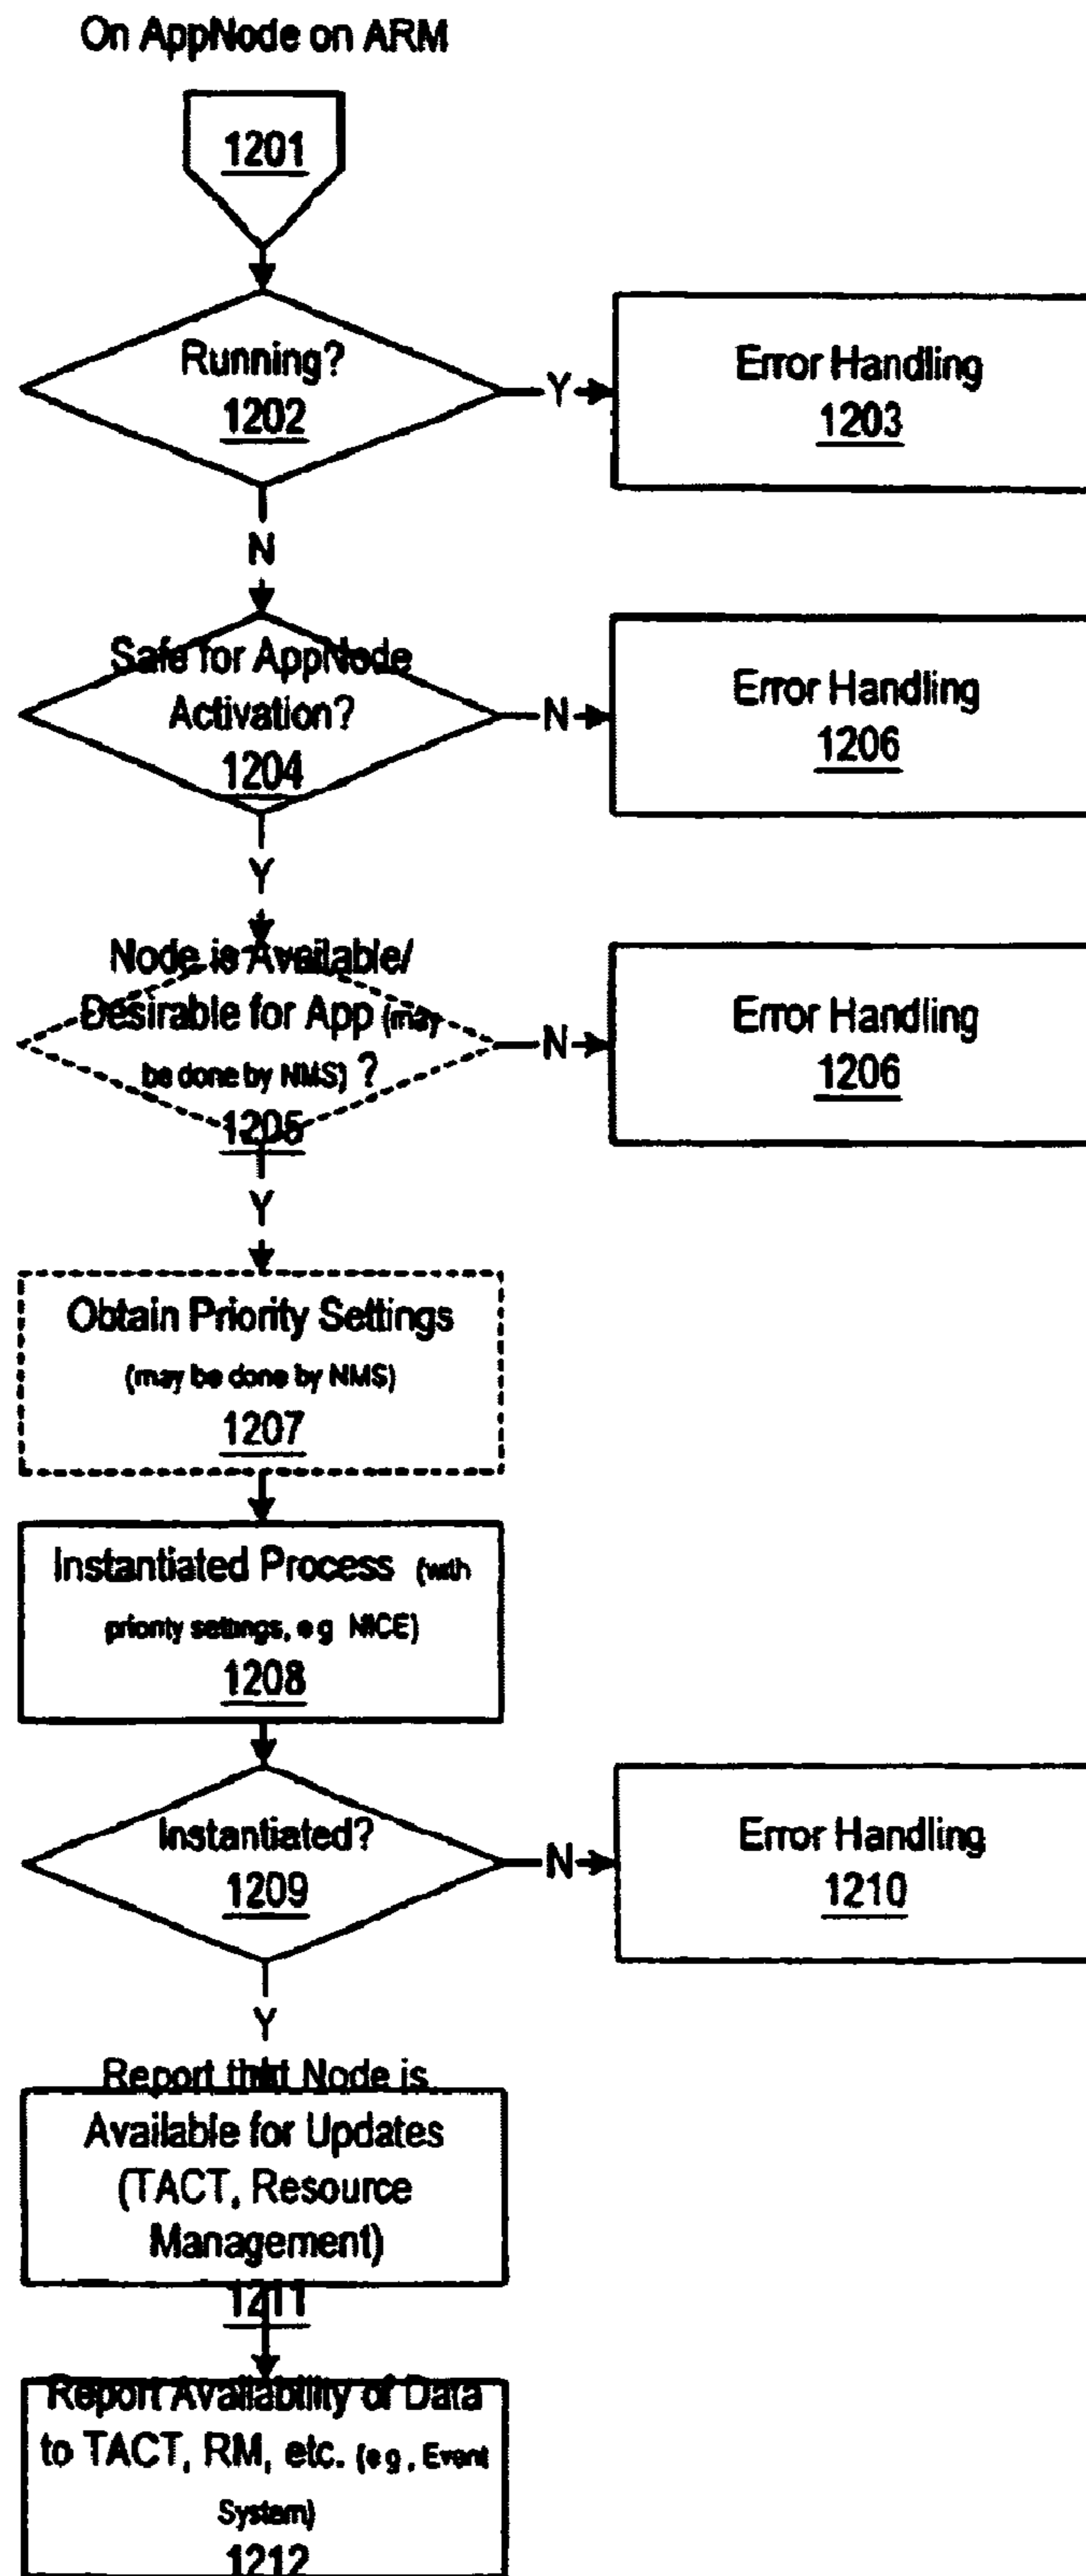 On AppNode on ARM
1201
Running?
1202
Y
Error Handling
1203
N
Safe for AppNode
Activation?
1204
N
Error Handling
1206
Y
Node is Available/
Desirable for App (may
be done by NMS) ?
1205
N
Error Handling
1206
Y
Obtain Priority Settings
(may be done by NMS)
1207
Instantiated Process (with
priority settings, e g NICE)
1208
Instantiated?
1209
N
Error Handling
1210
Y
Report that Node is
Available for Updates
(TACT, Resource
Management)
1211
Report Availability of Data
to TACT, RM, etc. (e g , Event
System)
1212